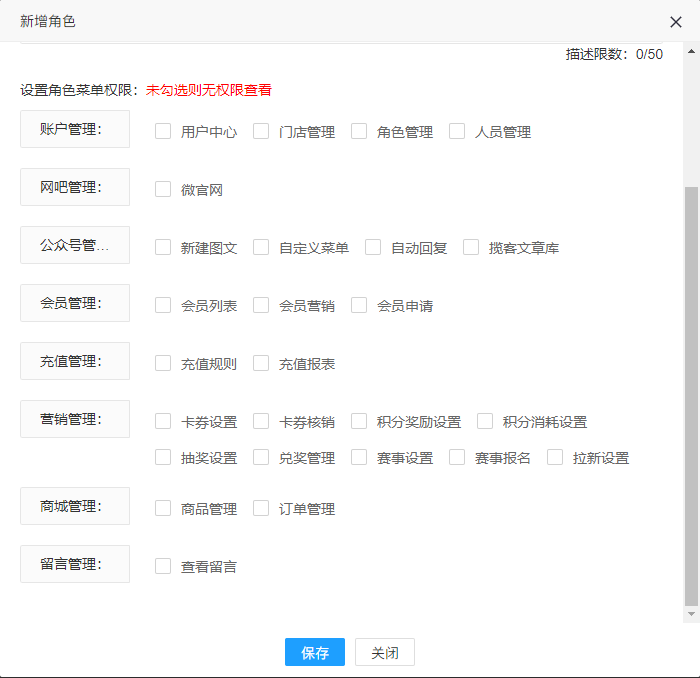 新增角色
描述限数：0/50
设置角色菜单权限：未勾选则无权限查看
账户管理： 用户中心 门店管理 角色管理 人员管理
网吧管理： 微官网
公众号管... 新建图文 自定义菜单 自动回复 揽客文章库
会员管理： 会员列表 会员营销 会员申请
充值管理： 充值规则 充值报表
营销管理： 卡券设置 卡券核销 积分奖励设置 积分消耗设置
抽奖设置 兑奖管理 赛事设置 赛事报名 拉新设置
商城管理： 商品管理 订单管理
留言管理： 查看留言
保存 关闭